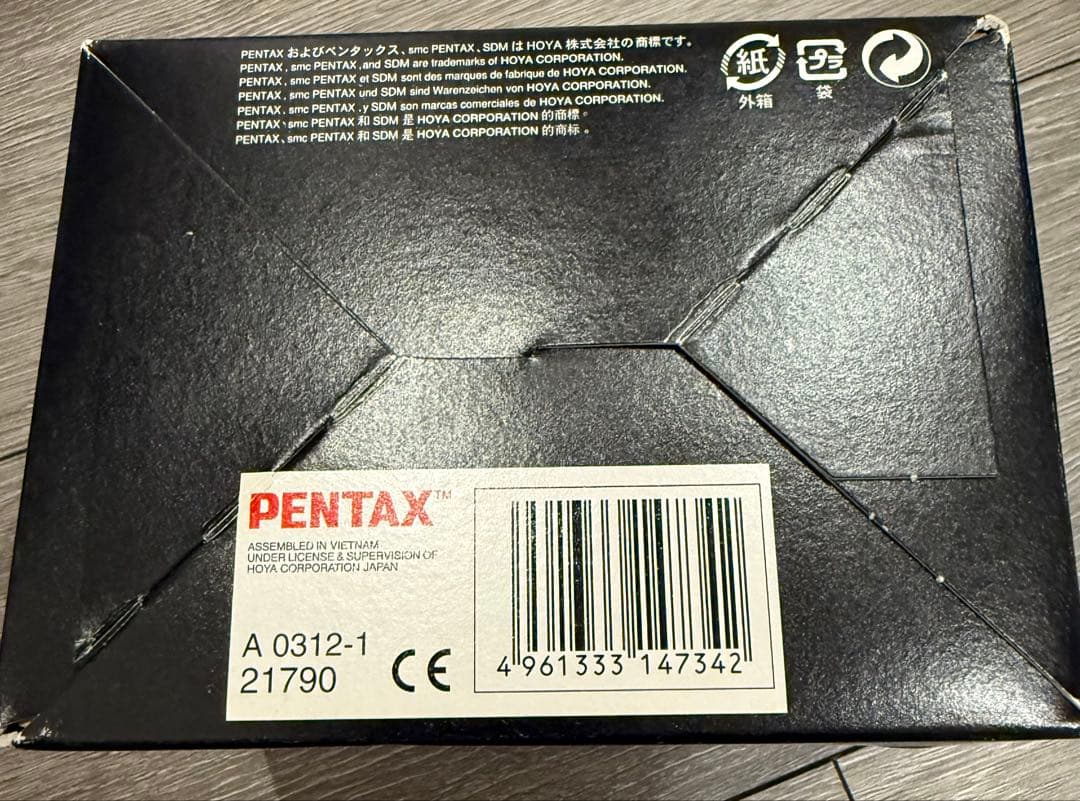 PENTAX およびペンタックス、smc PENTAX、SDM は HOYA 株式会社の商標です。
PENTAX, smc PENTAX ,and SDM are trademarks of HOYA CORPORATION.
PENTAX, smc PENTAX et SDM sont des marques de fabrique de HOYA CORPORATION.
PENTAX, smc PENTAX und SDM sind Warenzeichen von HOYA CORPORATION.
PENTAX, smc PENTAX ,y SDM son marcas comerciales de HOYA CORPORATION.
PENTAX、smc PENTAX 和 SDM 是 HOYA CORPORATION 的商標。
PENTAX、smc PENTAX 和 SDM 是 HOYA CORPORATION 的商标。
紙
外箱
プラ
袋
PENTAX™
ASSEMBLED IN VIETNAM
UNDER LICENSE & SUPERVISION OF
HOYA CORPORATION JAPAN
A 0312-1
21790
CE
4 961333 147342